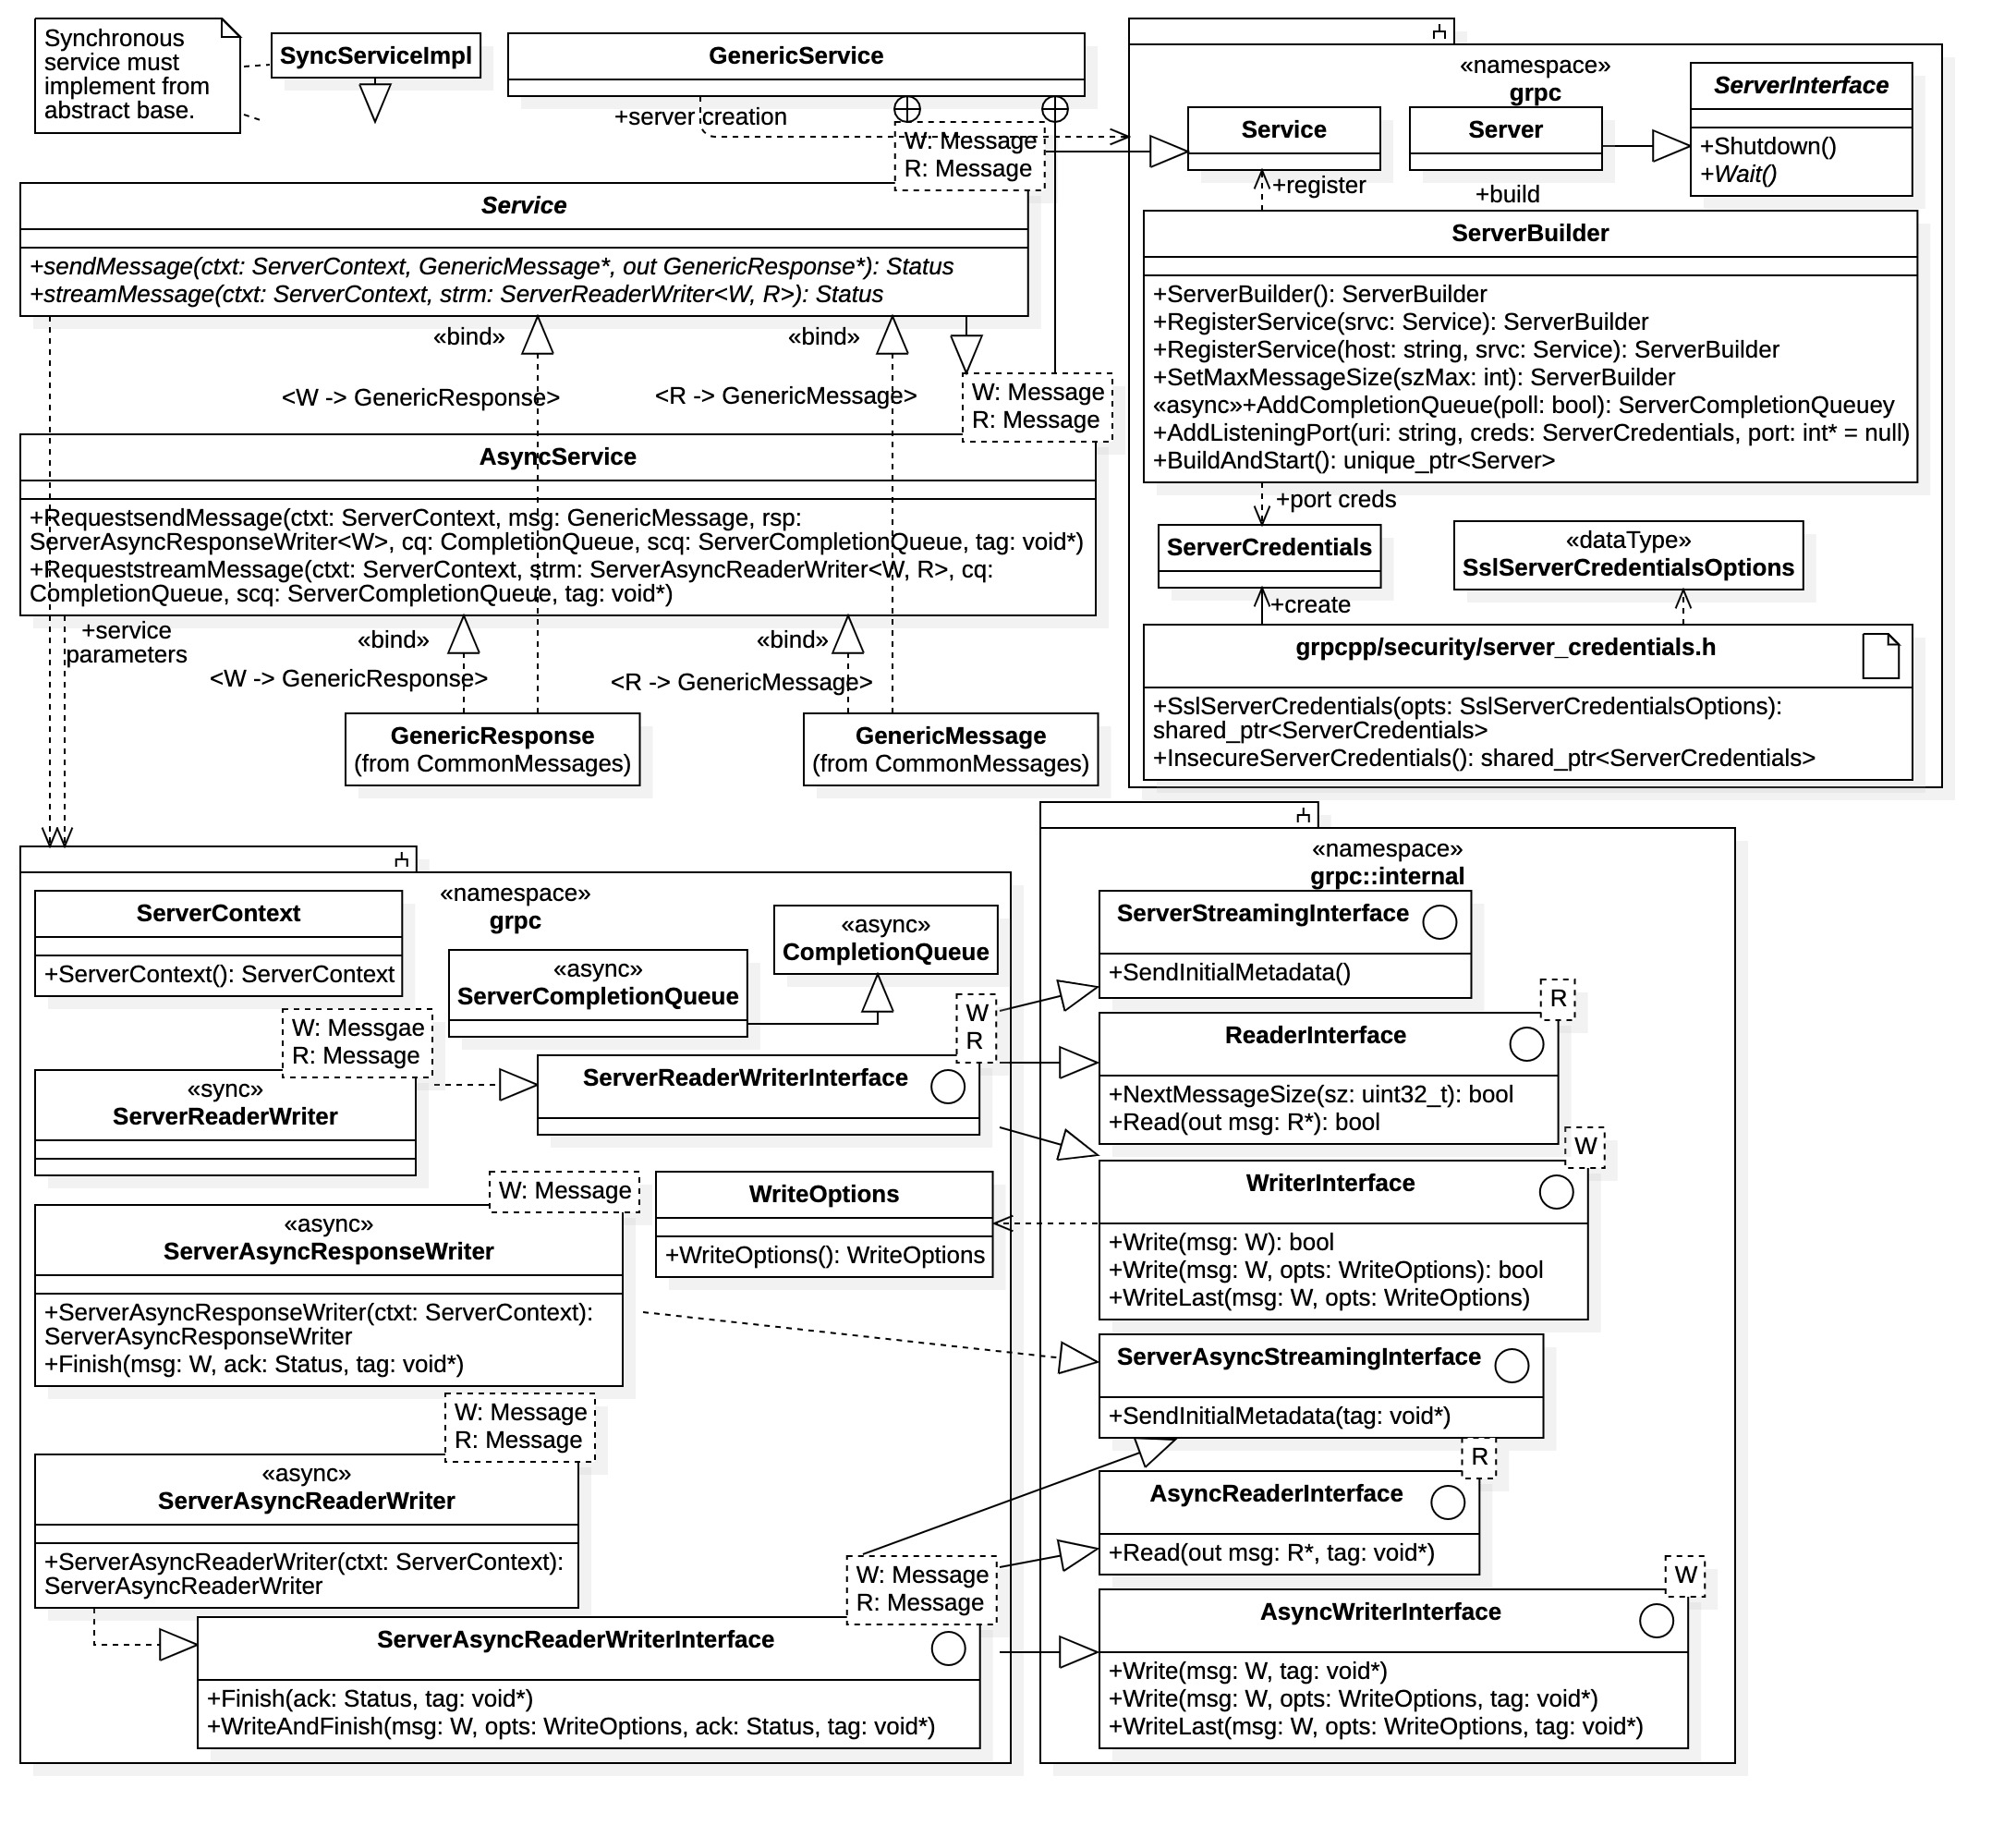 Synchronous
service must
implement from
abstract base.
SyncServiceImpl
GenericService
+server creation
W: Message
R: Message
Service
+sendMessage(ctxt: ServerContext, GenericMessage*, out GenericResponse*): Status
+streamMessage(ctxt: ServerContext, strm: ServerReaderWriter<W, R>): Status
«bind»
«bind»
<W -> GenericResponse>
<R -> GenericMessage>
W: Message
R: Message
AsyncService
+RequestsendMessage(ctxt: ServerContext, msg: GenericMessage, rsp:
ServerAsyncResponseWriter<W>, cq: CompletionQueue, scq: ServerCompletionQueue, tag: void*)
+RequeststreamMessage(ctxt: ServerContext, strm: ServerAsyncReaderWriter<W, R>, cq:
CompletionQueue, scq: ServerCompletionQueue, tag: void*)
+service
parameters
«bind»
«bind»
<W -> GenericResponse>
<R -> GenericMessage>
GenericResponse
(from CommonMessages)
GenericMessage
(from CommonMessages)
«namespace»
grpc
Service
Server
ServerInterface
+Shutdown()
+Wait()
+register
+build
ServerBuilder
+ServerBuilder(): ServerBuilder
+RegisterService(srvc: Service): ServerBuilder
+RegisterService(host: string, srvc: Service): ServerBuilder
+SetMaxMessageSize(szMax: int): ServerBuilder
«async»+AddCompletionQueue(poll: bool): ServerCompletionQueuey
+AddListeningPort(uri: string, creds: ServerCredentials, port: int* = null)
+BuildAndStart(): unique_ptr<Server>
+port creds
ServerCredentials
«dataType»
SslServerCredentialsOptions
+create
grpcpp/security/server_credentials.h
+SslServerCredentials(opts: SslServerCredentialsOptions):
shared_ptr<ServerCredentials>
+InsecureServerCredentials(): shared_ptr<ServerCredentials>
«namespace»
grpc
ServerContext
+ServerContext(): ServerContext
«async»
ServerCompletionQueue
«async»
CompletionQueue
W: Messgae
R: Message
«sync»
ServerReaderWriter
W
R
ServerReaderWriterInterface
W: Message
«async»
ServerAsyncResponseWriter
+ServerAsyncResponseWriter(ctxt: ServerContext):
ServerAsyncResponseWriter
+Finish(msg: W, ack: Status, tag: void*)
WriteOptions
+WriteOptions(): WriteOptions
W: Message
R: Message
«async»
ServerAsyncReaderWriter
+ServerAsyncReaderWriter(ctxt: ServerContext):
ServerAsyncReaderWriter
W: Message
R: Message
ServerAsyncReaderWriterInterface
+Finish(ack: Status, tag: void*)
+WriteAndFinish(msg: W, opts: WriteOptions, ack: Status, tag: void*)
«namespace»
grpc::internal
ServerStreamingInterface
+SendInitialMetadata()
R
ReaderInterface
+NextMessageSize(sz: uint32_t): bool
+Read(out msg: R*): bool
W
WriterInterface
+Write(msg: W): bool
+Write(msg: W, opts: WriteOptions): bool
+WriteLast(msg: W, opts: WriteOptions)
ServerAsyncStreamingInterface
+SendInitialMetadata(tag: void*)
R
AsyncReaderInterface
+Read(out msg: R*, tag: void*)
W
AsyncWriterInterface
+Write(msg: W, tag: void*)
+Write(msg: W, opts: WriteOptions, tag: void*)
+WriteLast(msg: W, opts: WriteOptions, tag: void*)